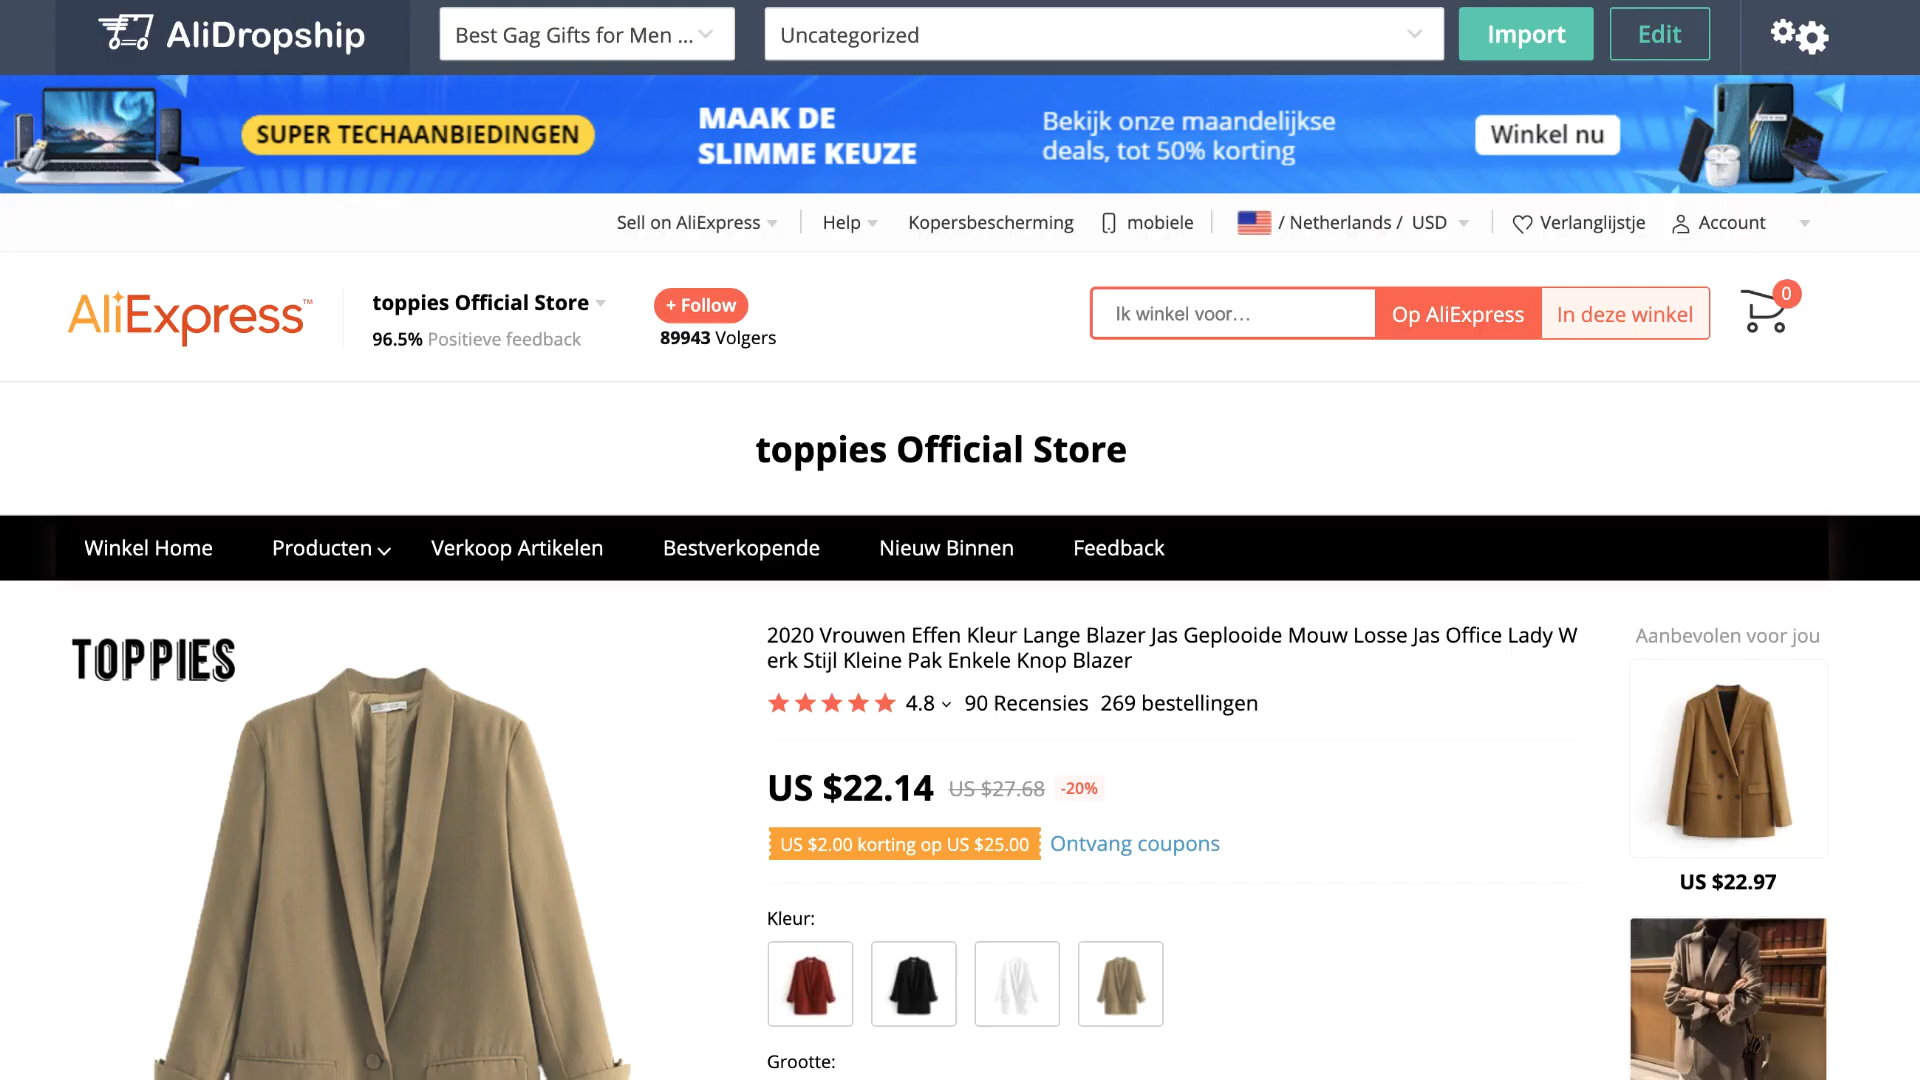 AliDropship
Best Gag Gifts for Men ...
Uncategorized
Import
Edit
SUPER TECHAANBIEDINGEN
MAAK DE
SLIMME KEUZE
Bekijk onze maandelijkse
deals, tot 50% korting
Winkel nu
Sell on AliExpress
Help
Kopersbescherming
mobiele
/ Netherlands / USD
Verlanglijstje
Account
AliExpress™
toppies Official Store
96.5% Positieve feedback
+ Follow
89943 Volgers
Ik winkel voor...
Op AliExpress
In deze winkel
0
toppies Official Store
Winkel Home
Producten
Verkoop Artikelen
Bestverkopende
Nieuw Binnen
Feedback
TOPPIES
2020 Vrouwen Effen Kleur Lange Blazer Jas Geplooide Mouw Losse Jas Office Lady W
erk Stijl Kleine Pak Enkele Knop Blazer
4.8 90 Recensies 269 bestellingen
US $22.14 US $27.68 -20%
US $2.00 korting op US $25.00 Ontvang coupons
Kleur:
Grootte:
Aanbevolen voor jou
US $22.97